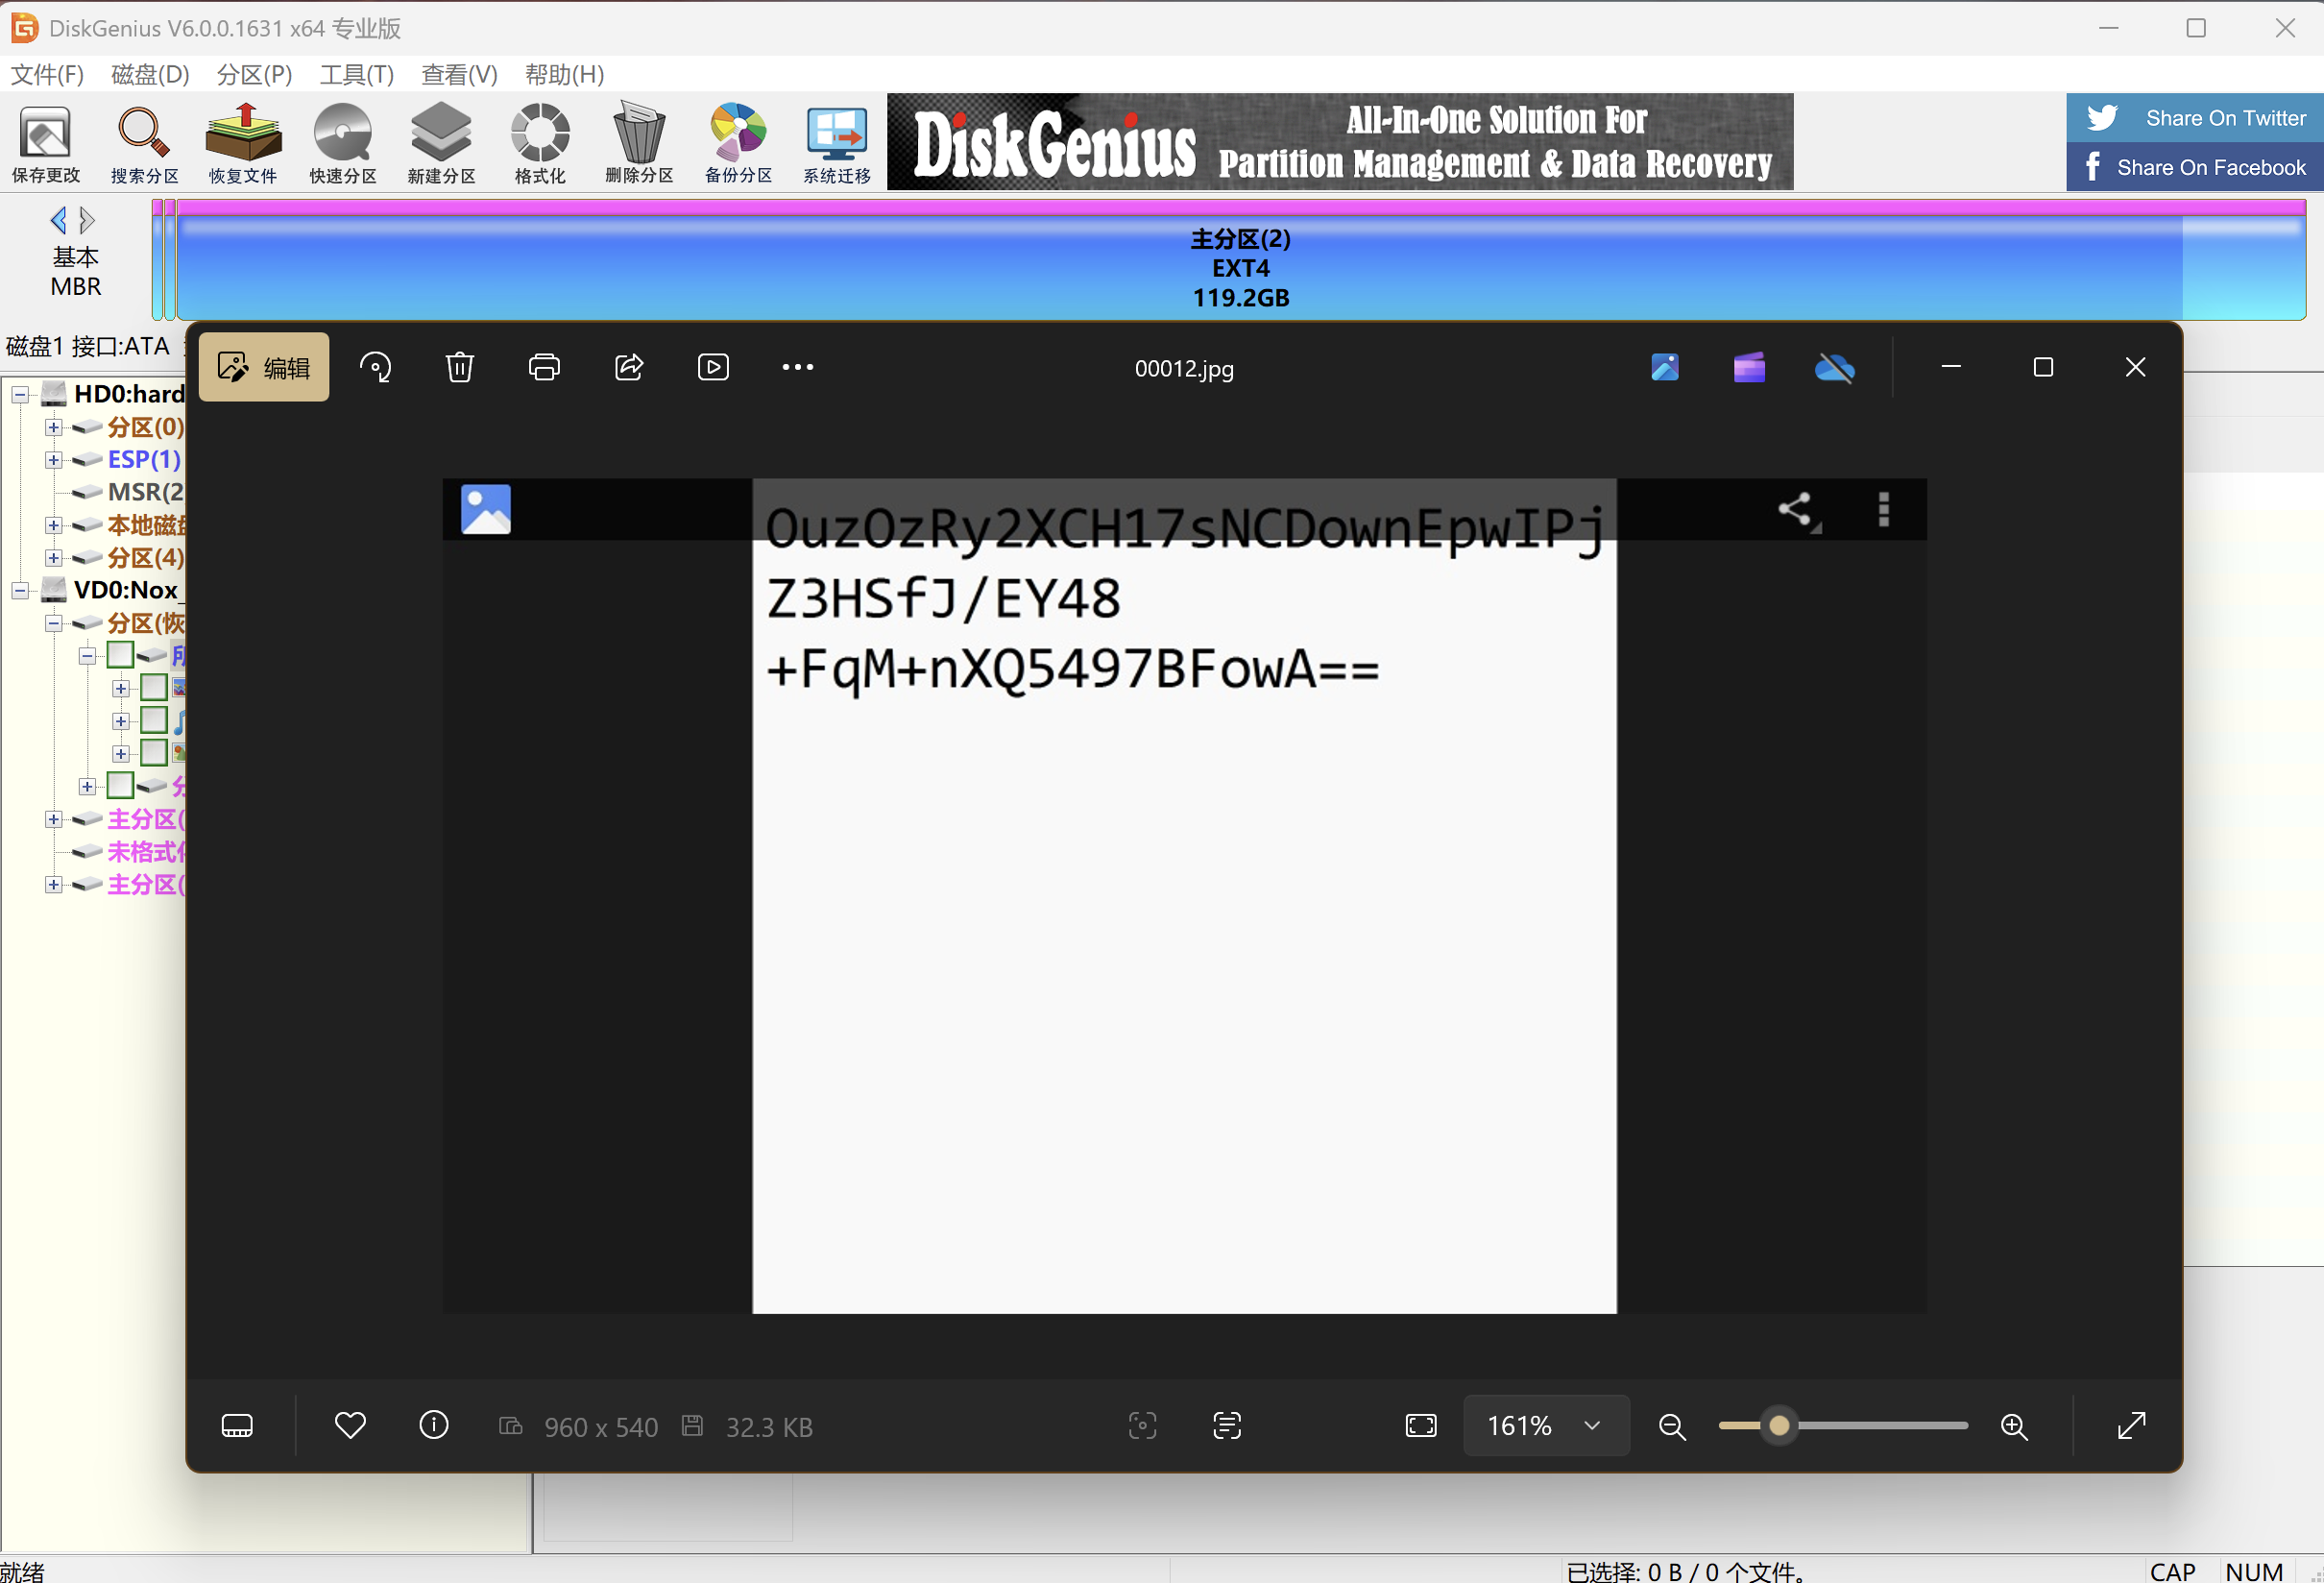 DiskGenius V6.0.0.1631 x64 专业版
文件(F) 磁盘(D) 分区(P) 工具(T) 查看(V) 帮助(H)
保存更改 搜索分区 恢复文件 快速分区 新建分区 格式化 删除分区 备份分区 系统迁移
DiskGenius
All-In-One Solution For
Partition Management & Data Recovery
Share On Twitter
Share On Facebook
基本
MBR
主分区(2)
EXT4
119.2GB
磁盘1 接口:ATA
编辑
00012.jpg
HD0:hard
分区(0)
ESP(1)
MSR(2
本地磁盘
分区(4)
VD0:Nox_
分区(恢
所
分
主分区(
未格式化
主分区(
OuzOzRy2XCH17sNCDownEpwIPj
Z3HSfJ/EY48
+FqM+nXQ5497BFowA==
960 x 540
32.3 KB
161%
就绪
已选择: 0 B / 0 个文件。
CAP
NUM